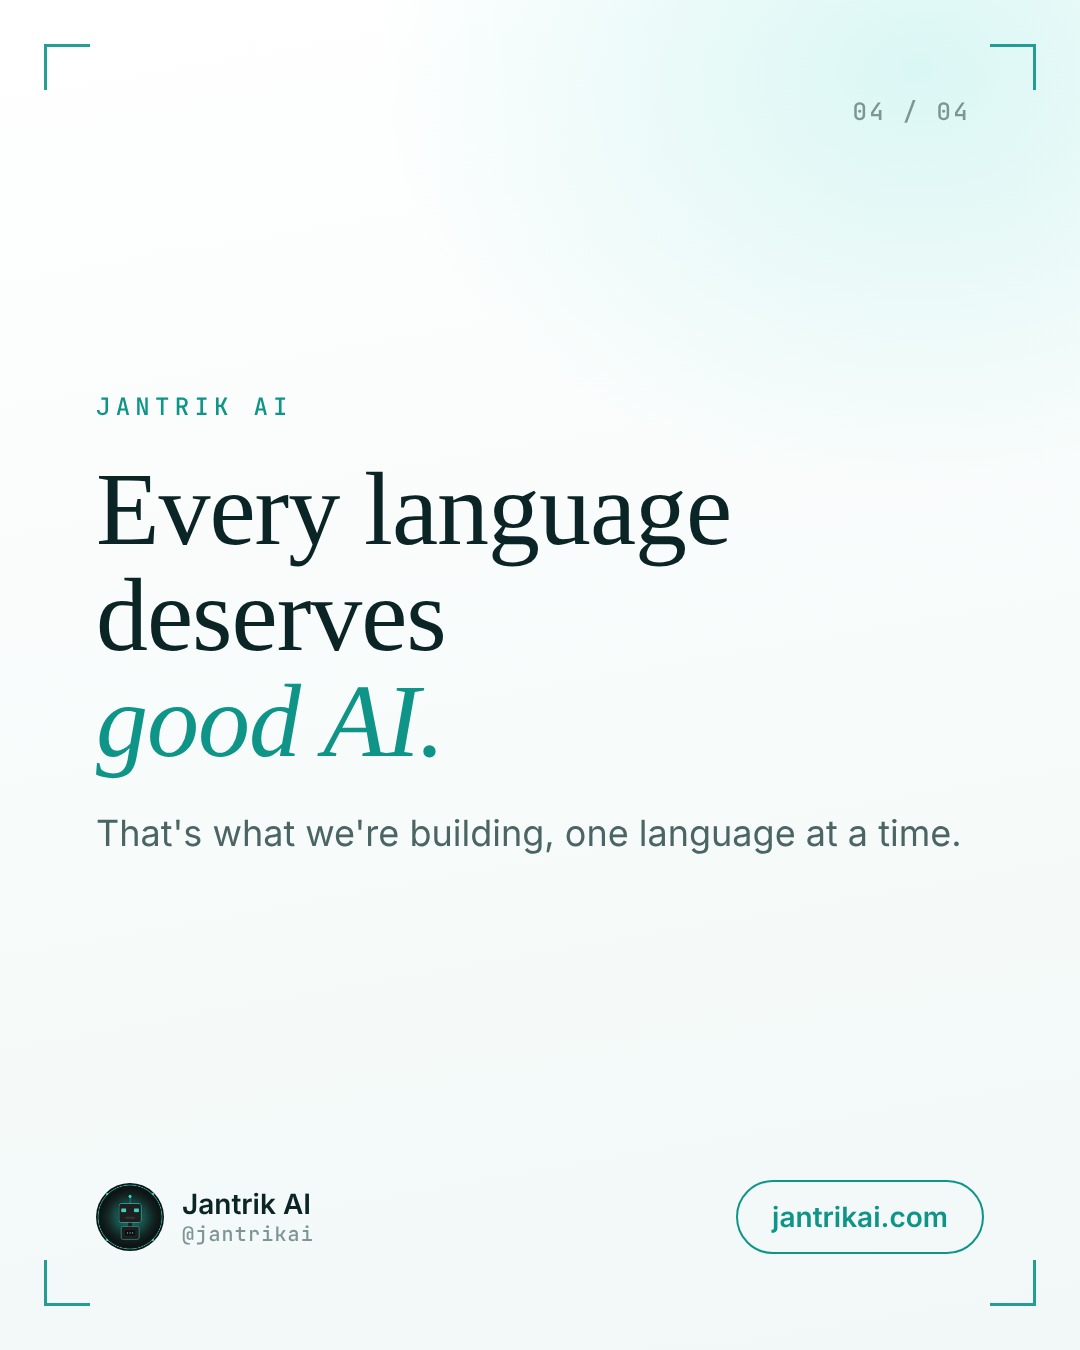 04 / 04
JANTRIK AI
Every language
deserves
good AI.
That's what we're building, one language at a time.
Jantrik AI
@jantrikai
jantrikai.com